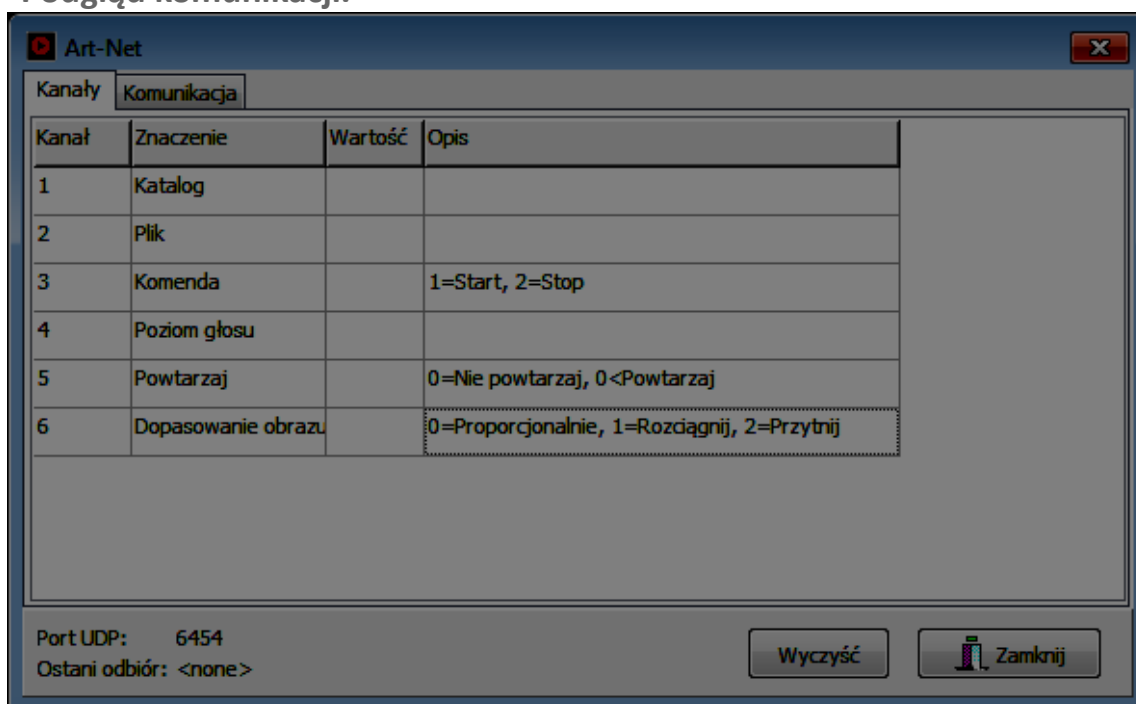 Podgląd komunikacji:
Art-Net
Kanały Komunikacja
Kanał Znaczenie Wartość Opis
1 Katalog
2 Plik
3 Komenda 1=Start, 2=Stop
4 Poziom głosu
5 Powtarzaj 0=Nie powtarzaj, 0<Powtarzaj
6 Dopasowanie obrazu 0=Proporcjonalnie, 1=Rozciągnij, 2=Przytnij
Port UDP: 6454
Ostani odbiór: <none>
Wyczyść Zamknij